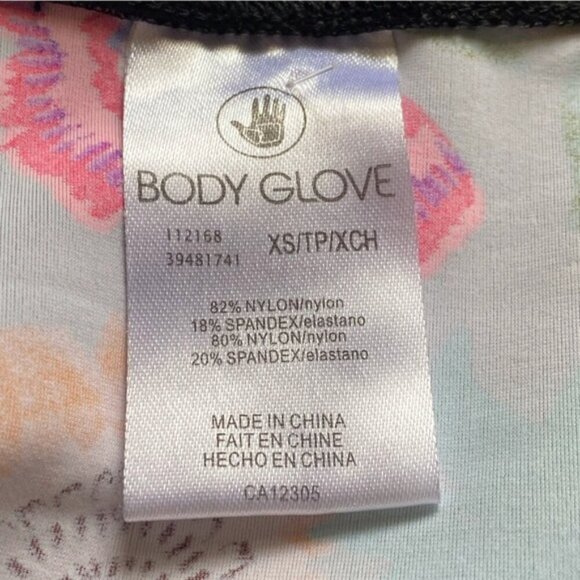 BODY GLOVE
112168
39481741
XS/TP/XCH
82% NYLON/nylon
18% SPANDEX/elastano
80% NYLON/nylon
20% SPANDEX/elastano
MADE IN CHINA
FAIT EN CHINE
HECHO EN CHINA
CA12305